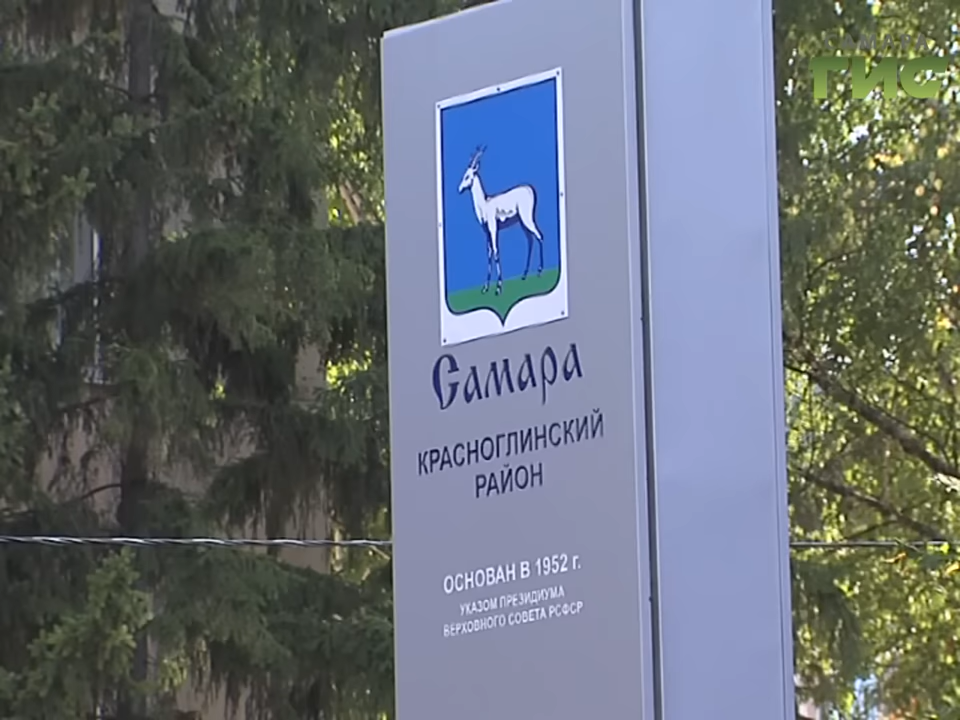 ГИС
Самара
КРАСНОГЛИНСКИЙ
РАЙОН
ОСНОВАН В 1952 г.
УКАЗОМ ПРЕЗИДИУМА
ВЕРХОВНОГО СОВЕТА РСФСР